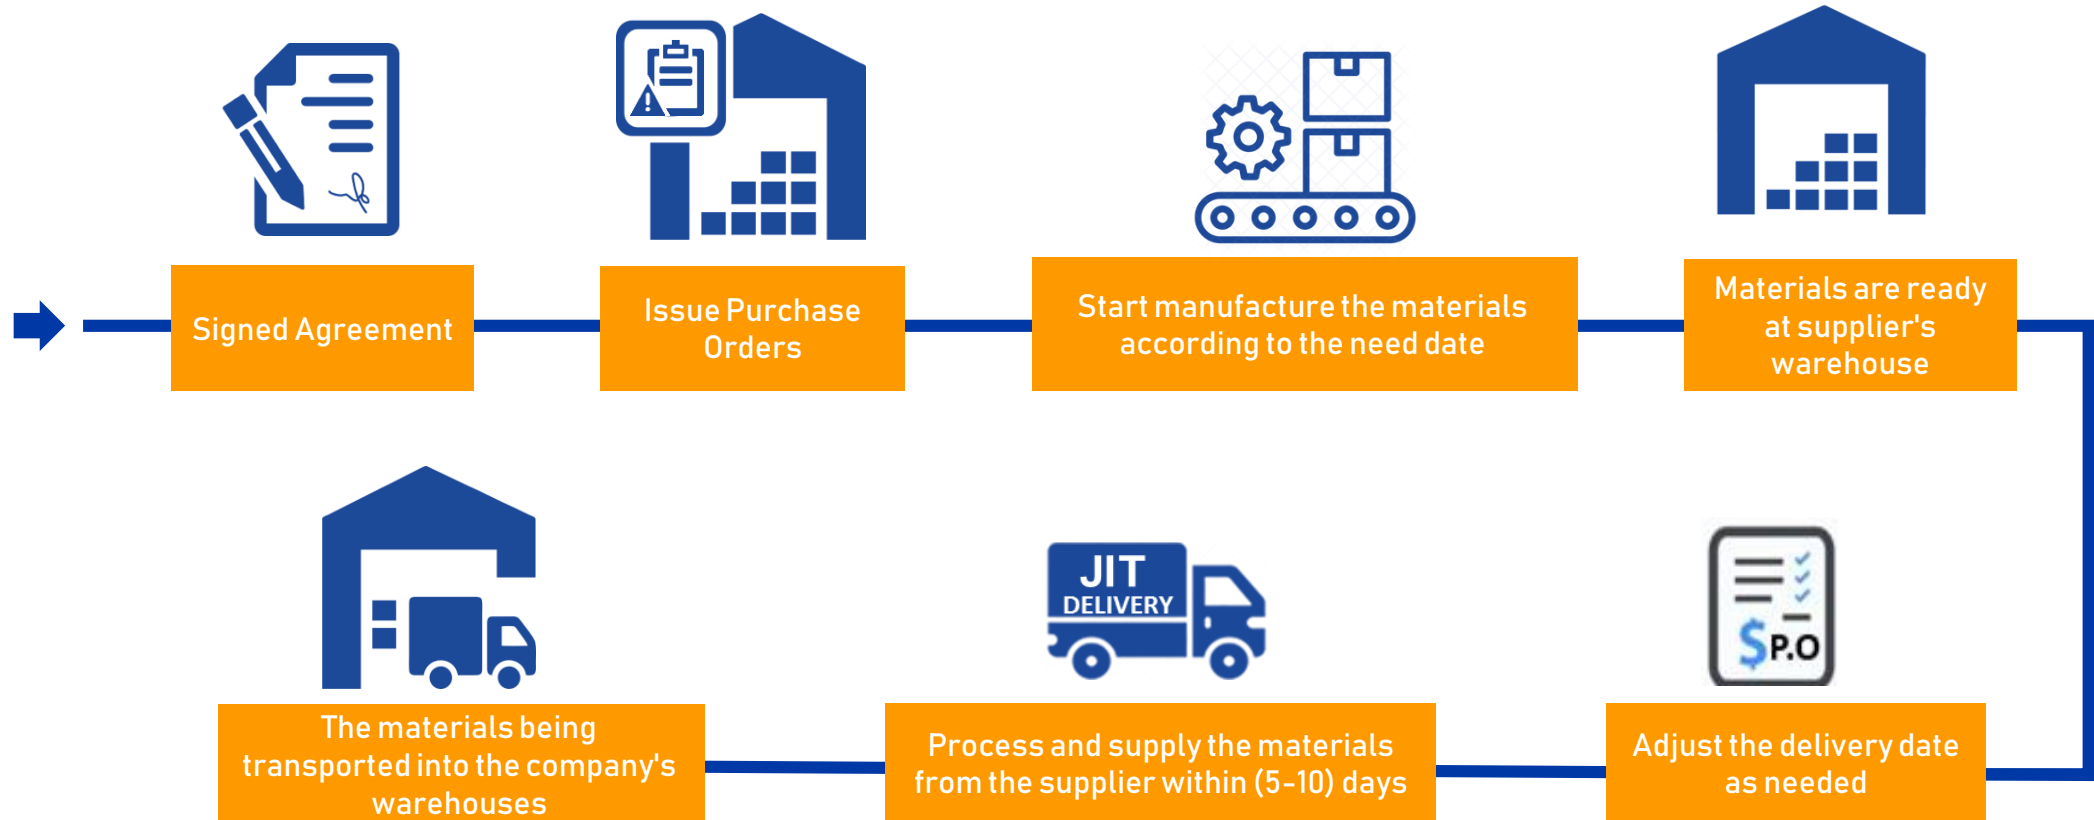 Signed Agreement
Issue Purchase
Orders
Start manufacture the materials
according to the need date
Materials are ready
at supplier's
warehouse
$P.O
Adjust the delivery date
as needed
JIT
DELIVERY
Process and supply the materials
from the supplier within (5-10) days
The materials being
transported into the company's
warehouses